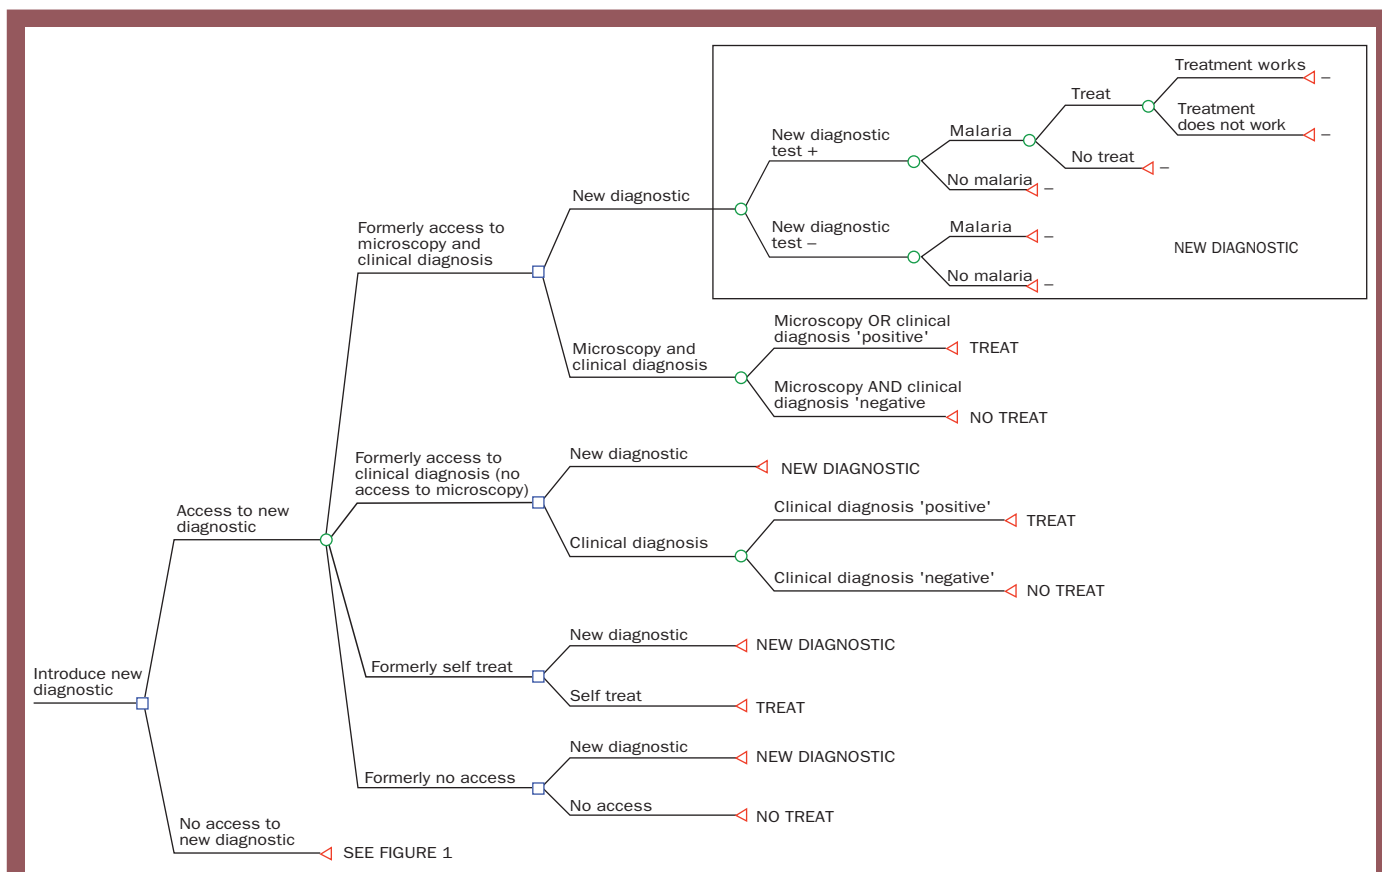 Treatment works
–
Treat
Treatment
does not work
–
New diagnostic
test +
Malaria
No treat
–
No malaria
–
New diagnostic
Formerly access to
microscopy and
clinical diagnosis
New diagnostic
test –
Malaria
–
NEW DIAGNOSTIC
No malaria
–
Microscopy and
clinical diagnosis
Microscopy OR clinical
diagnosis 'positive'
TREAT
Microscopy AND clinical
diagnosis 'negative
NO TREAT
Formerly access to
clinical diagnosis (no
access to microscopy)
New diagnostic
NEW DIAGNOSTIC
Clinical diagnosis
Clinical diagnosis 'positive'
TREAT
Clinical diagnosis 'negative'
NO TREAT
Access to new
diagnostic
Formerly self treat
New diagnostic
NEW DIAGNOSTIC
Self treat
TREAT
Introduce new
diagnostic
Formerly no access
New diagnostic
NEW DIAGNOSTIC
No access
NO TREAT
No access to
new diagnostic
SEE FIGURE 1